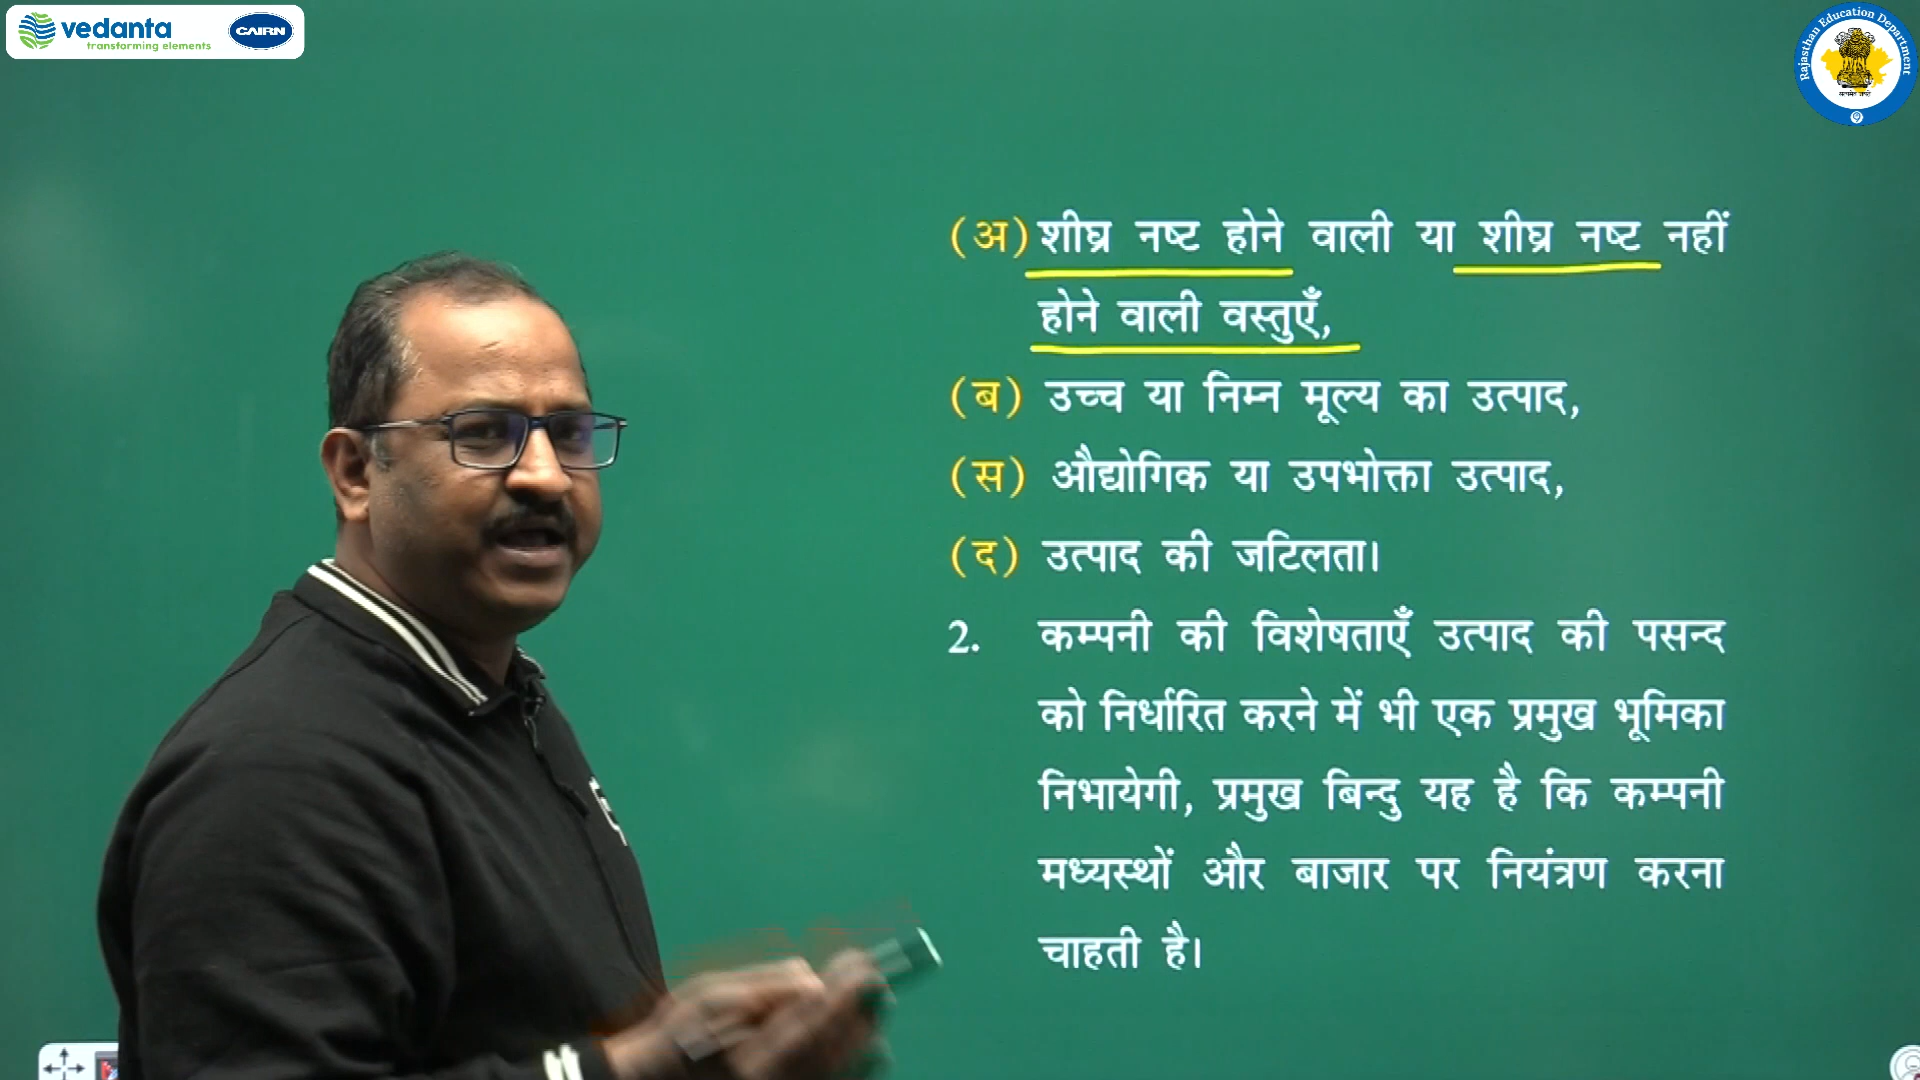 vedanta
transforming elements
CAIRN
Rajasthan Education Department
(अ) शीघ्र नष्ट होने वाली या शीघ्र नष्ट नहीं
होने वाली वस्तुएँ,
(ब) उच्च या निम्न मूल्य का उत्पाद,
(स) औद्योगिक या उपभोक्ता उत्पाद,
(द) उत्पाद की जटिलता।
2. कम्पनी की विशेषताएँ उत्पाद की पसन्द
को निर्धारित करने में भी एक प्रमुख भूमिका
निभायेगी, प्रमुख बिन्दु यह है कि कम्पनी
मध्यस्थों और बाजार पर नियंत्रण करना
चाहती है।